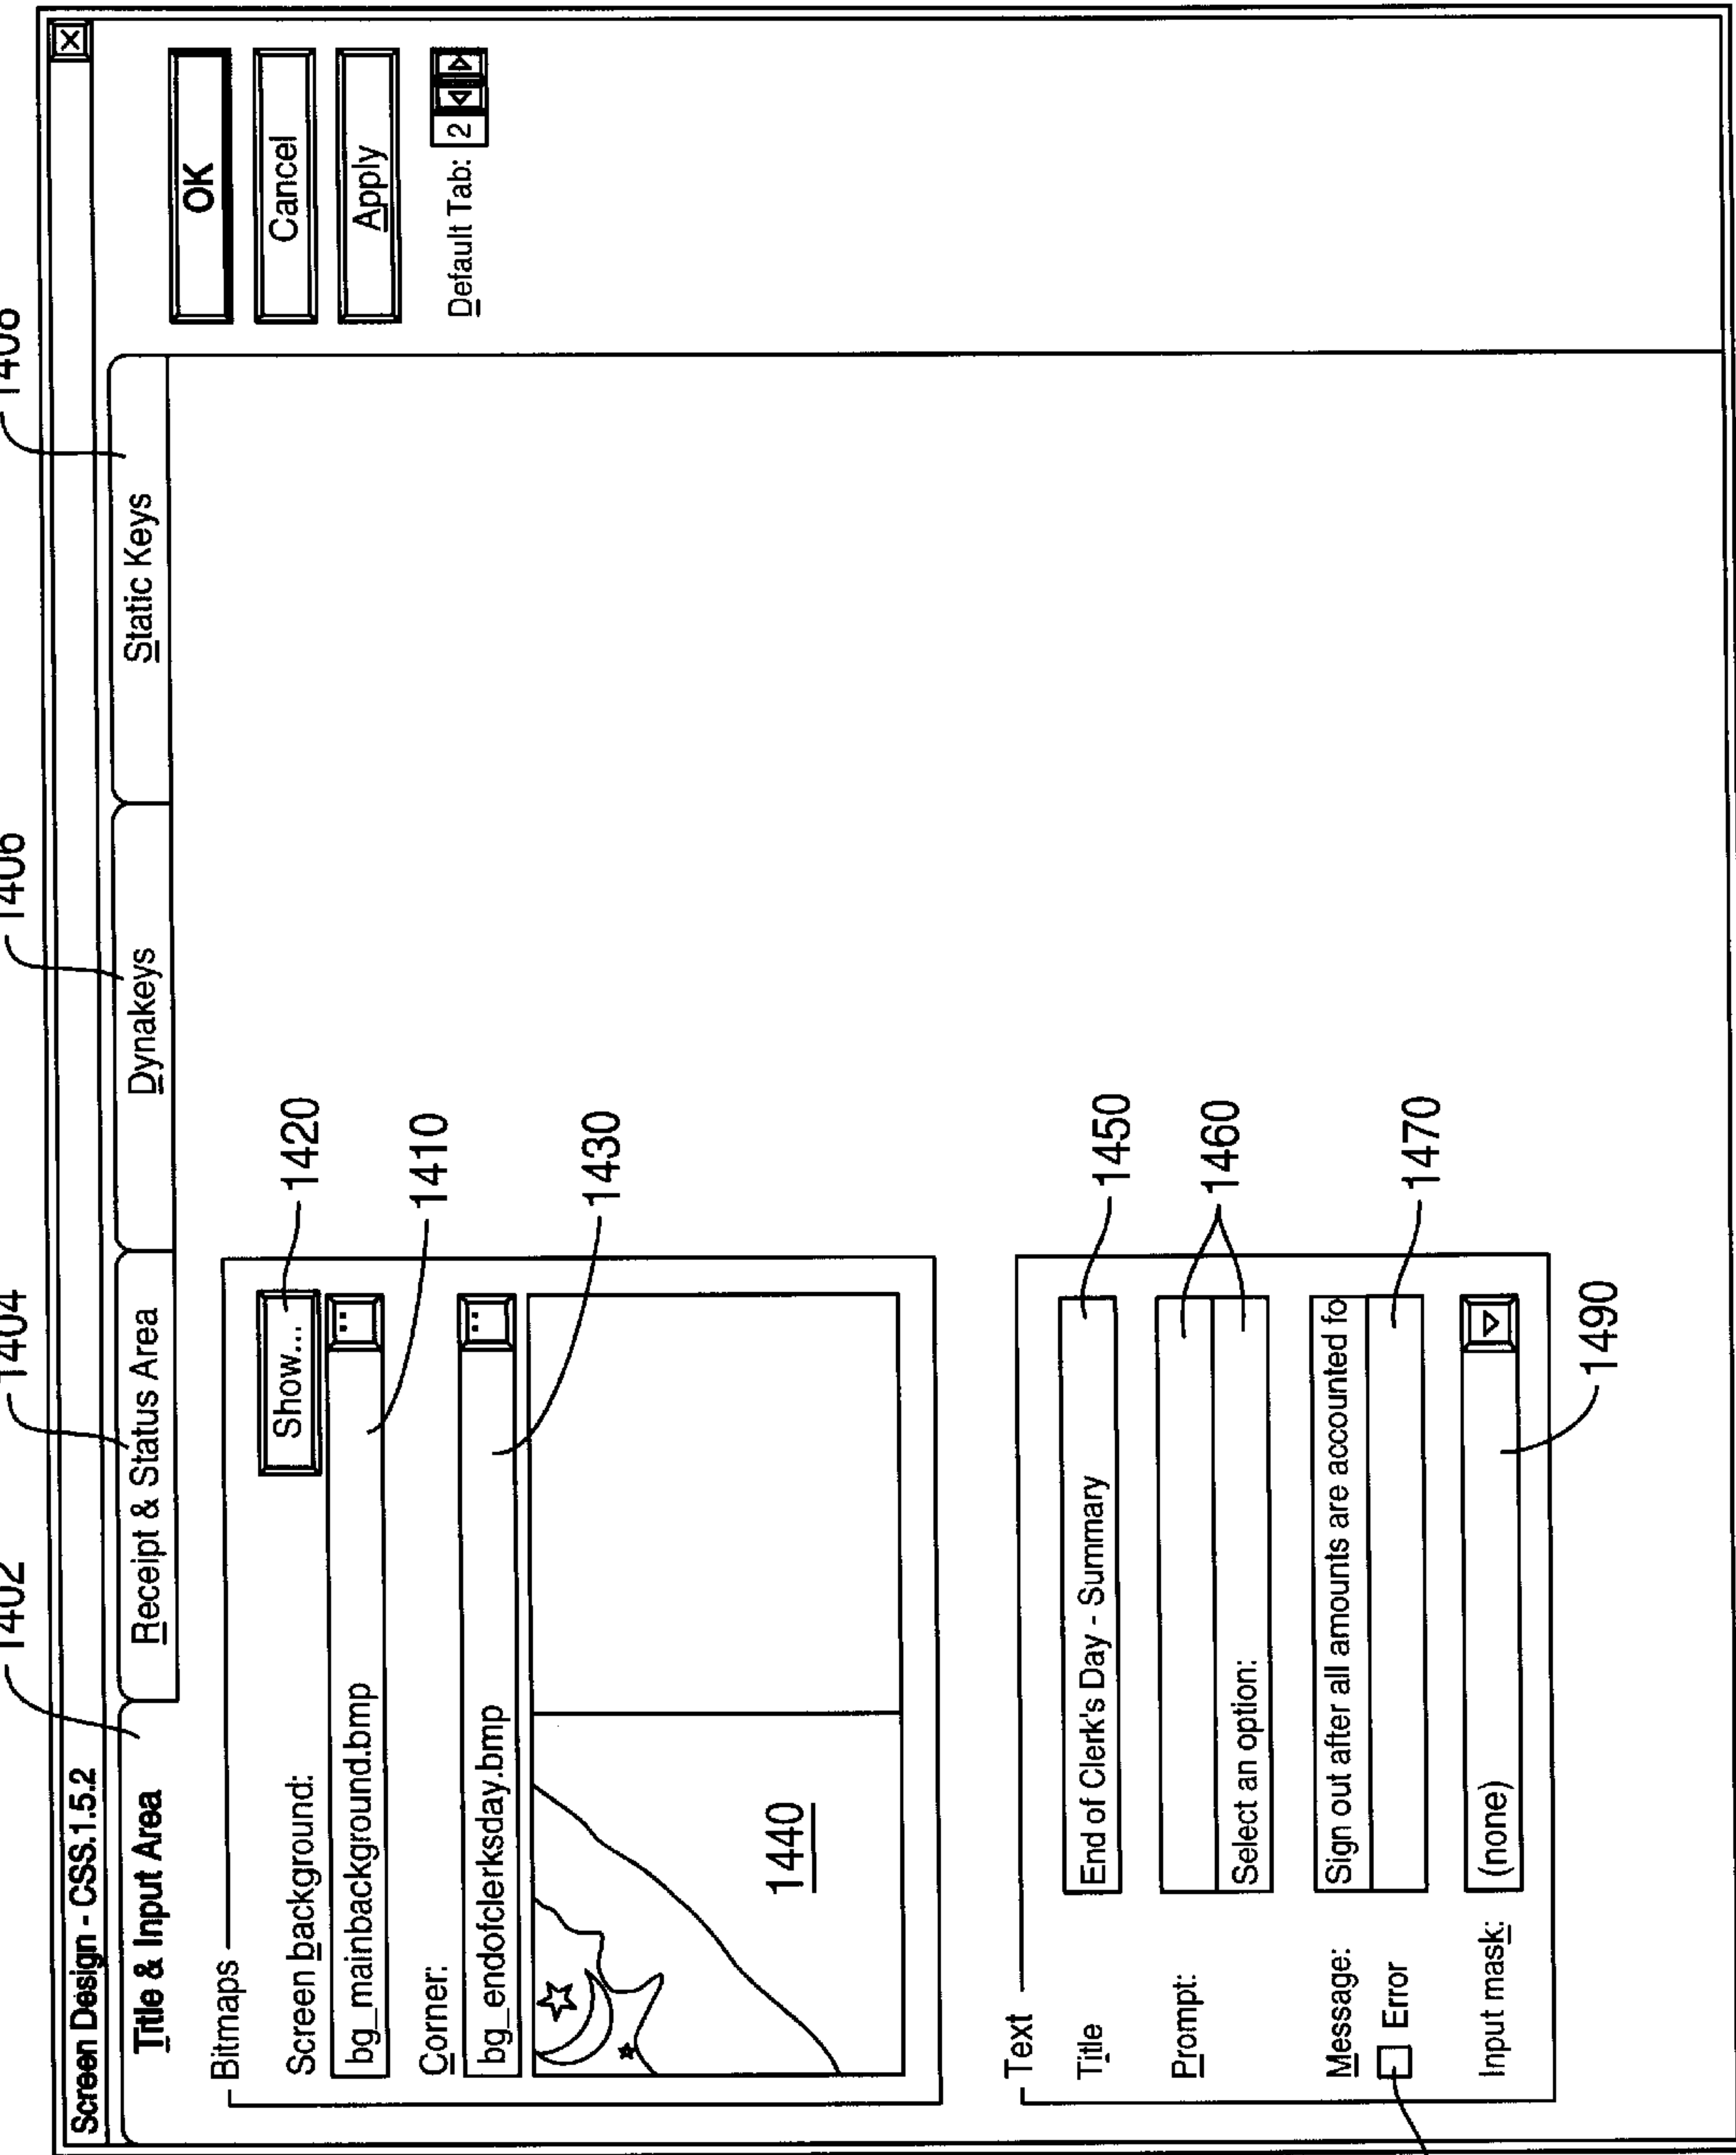 1402
1404
1406
1408
Screen Design - CSS.1.5.2
Title & Input Area
Receipt & Status Area
Dynakeys
Static Keys
OK
Cancel
Apply
Default Tab: 2
Bitmaps
Show...
1420
Screen background:
bg_mainbackground.bmp
1410
Corner:
bg_endofclerksday.bmp
1430
1440
Text
Title
End of Clerk's Day - Summary
1450
Prompt:
Select an option:
1460
Message:
Sign out after all amounts are accounted fo
1470
Error
Input mask:
(none)
1490